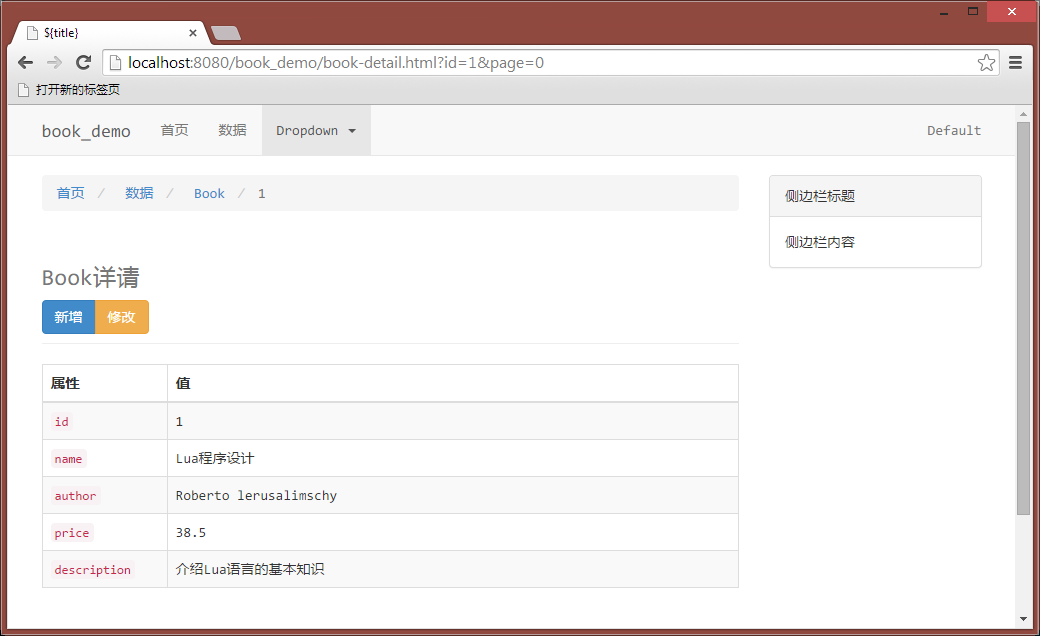 ${title}
localhost:8080/book_demo/book-detail.html?id=1&page=0
打开新的标签页
book_demo 首页 数据 Dropdown Default
首页 / 数据 / Book / 1
侧边栏标题
侧边栏内容
Book详请
新增 修改
属性 值
id 1
name Lua程序设计
author Roberto lerusalimschy
price 38.5
description 介绍Lua语言的基本知识